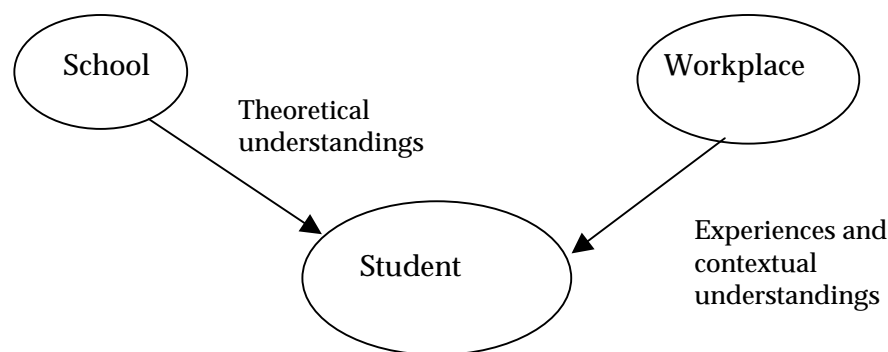 School
Workplace
Theoretical
understandings
Student
Experiences and
contextual
understandings